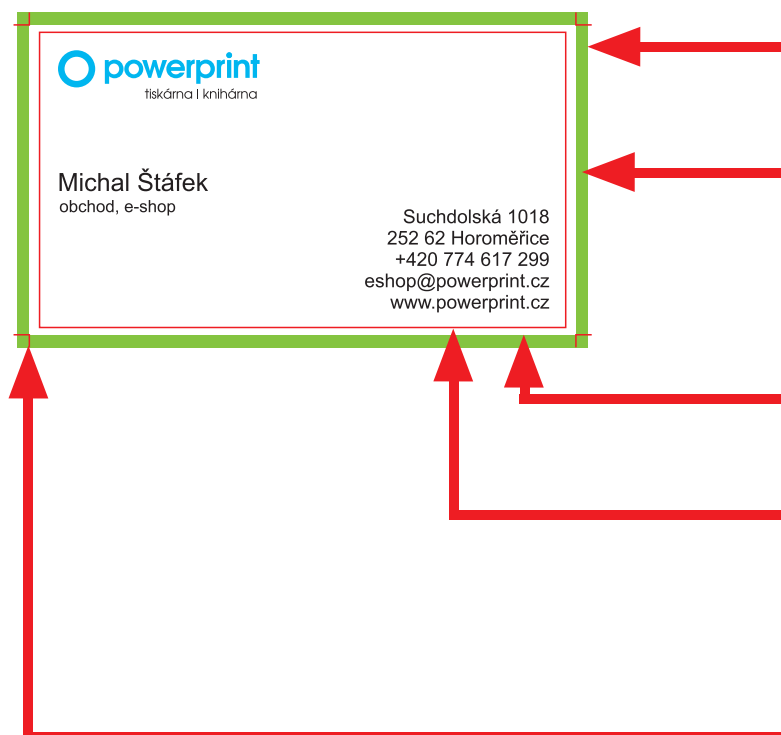 powerprint
tiskárna I knihárna
Michal Štáfek
obchod, e-shop
Suchdolská 1018
252 62 Horoměřice
+420 774 617 299
eshop@powerprint.cz
www.powerprint.cz